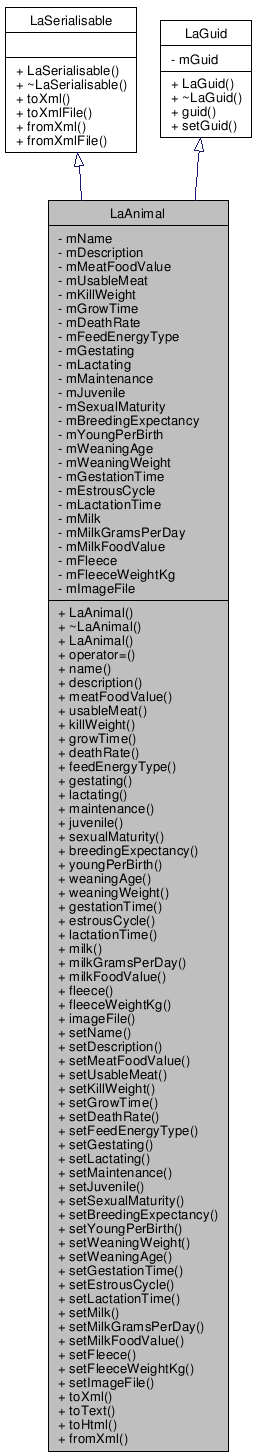 LaSerialisable
+ LaSerialisable()
+ ~LaSerialisable()
+ toXml()
+ toXmlFile()
+ fromXml()
+ fromXmlFile()
LaGuid
- mGuid
+ LaGuid()
+ ~LaGuid()
+ guid()
+ setGuid()
LaAnimal
- mName
- mDescription
- mMeatFoodValue
- mUsableMeat
- mKillWeight
- mGrowTime
- mDeathRate
- mFeedEnergyType
- mGestating
- mLactating
- mMaintenance
- mJuvenile
- mSexualMaturity
- mBreedingExpectancy
- mYoungPerBirth
- mWeaningAge
- mWeaningWeight
- mGestationTime
- mEstrousCycle
- mLactationTime
- mMilk
- mMilkGramsPerDay
- mMilkFoodValue
- mFleece
- mFleeceWeightKg
- mImageFile
+ LaAnimal()
+ ~LaAnimal()
+ LaAnimal()
+ operator=()
+ name()
+ description()
+ meatFoodValue()
+ usableMeat()
+ killWeight()
+ growTime()
+ deathRate()
+ feedEnergyType()
+ gestating()
+ lactating()
+ maintenance()
+ juvenile()
+ sexualMaturity()
+ breedingExpectancy()
+ youngPerBirth()
+ weaningAge()
+ weaningWeight()
+ gestationTime()
+ estrousCycle()
+ lactationTime()
+ milk()
+ milkGramsPerDay()
+ milkFoodValue()
+ fleece()
+ fleeceWeightKg()
+ imageFile()
+ setName()
+ setDescription()
+ setMeatFoodValue()
+ setUsableMeat()
+ setKillWeight()
+ setGrowTime()
+ setDeathRate()
+ setFeedEnergyType()
+ setGestating()
+ setLactating()
+ setMaintenance()
+ setJuvenile()
+ setSexualMaturity()
+ setBreedingExpectancy()
+ setYoungPerBirth()
+ setWeaningWeight()
+ setWeaningAge()
+ setGestationTime()
+ setEstrousCycle()
+ setLactationTime()
+ setMilk()
+ setMilkGramsPerDay()
+ setMilkFoodValue()
+ setFleece()
+ setFleeceWeightKg()
+ setImageFile()
+ toXml()
+ toText()
+ toHtml()
+ fromXml()